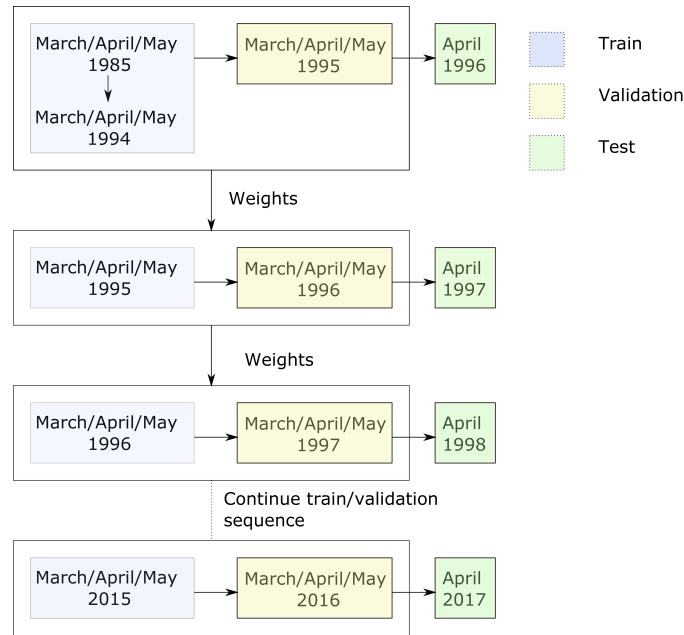 March/April/May
1985
March/April/May
1994
March/April/May
1995
April
1996
Train
Validation
Test
Weights
March/April/May
1995
March/April/May
1996
April
1997
Weights
March/April/May
1996
March/April/May
1997
April
1998
Continue train/validation
sequence
March/April/May
2015
March/April/May
2016
April
2017